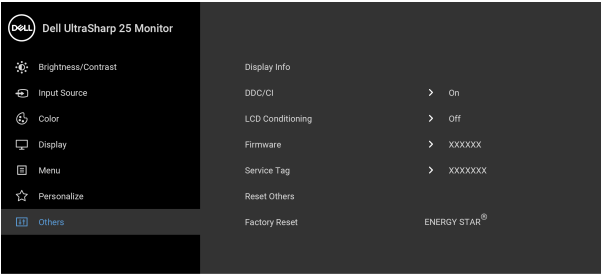 DELL Dell UltraSharp 25 Monitor
Brightness/Contrast Display Info
Input Source DDC/CI > On
Color LCD Conditioning > Off
Display Firmware > XXXXXX
Menu Service Tag > XXXXXXX
Personalize Reset Others
Others Factory Reset ENERGY STAR®